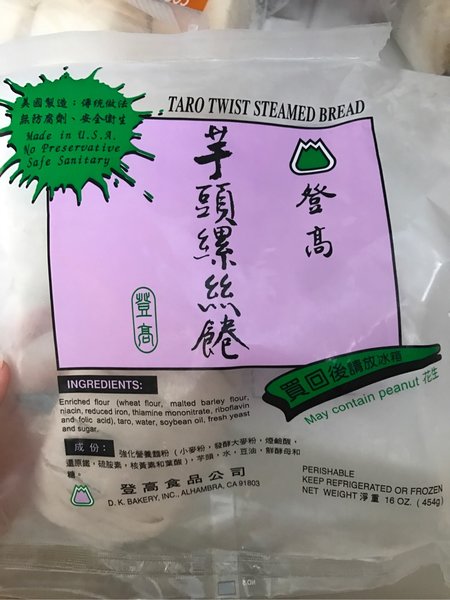 TARO TWIST STEAMED BREAD
美國製造：傳統做法
無防腐劑、安全衛生
Made in U.S.A.
No Preservative
Safe Sanitary
登高
芋頭螺絲餋
登高
買回後請放冰箱
May contain peanut 花生
INGREDIENTS:
Enriched flour (wheat flour, malted barley flour,
niacin, reduced iron, thiamine mononitrate, riboflavin
and folic acid), taro, water, soybean oil, fresh yeast
and sugar.
成份：強化營養麵粉（小麥粉，發酵大麥粉，煙鹼酸，
還原鐵，硫胺素，核黃素和葉酸），芋頭，水，豆油，鮮酵母和
糖。
登高食品公司
D. K. BAKERY, INC., ALHAMBRA, CA 91803
PERISHABLE
KEEP REFRIGERATED OR FROZEN
NET WEIGHT 淨重 16 OZ. (454g)